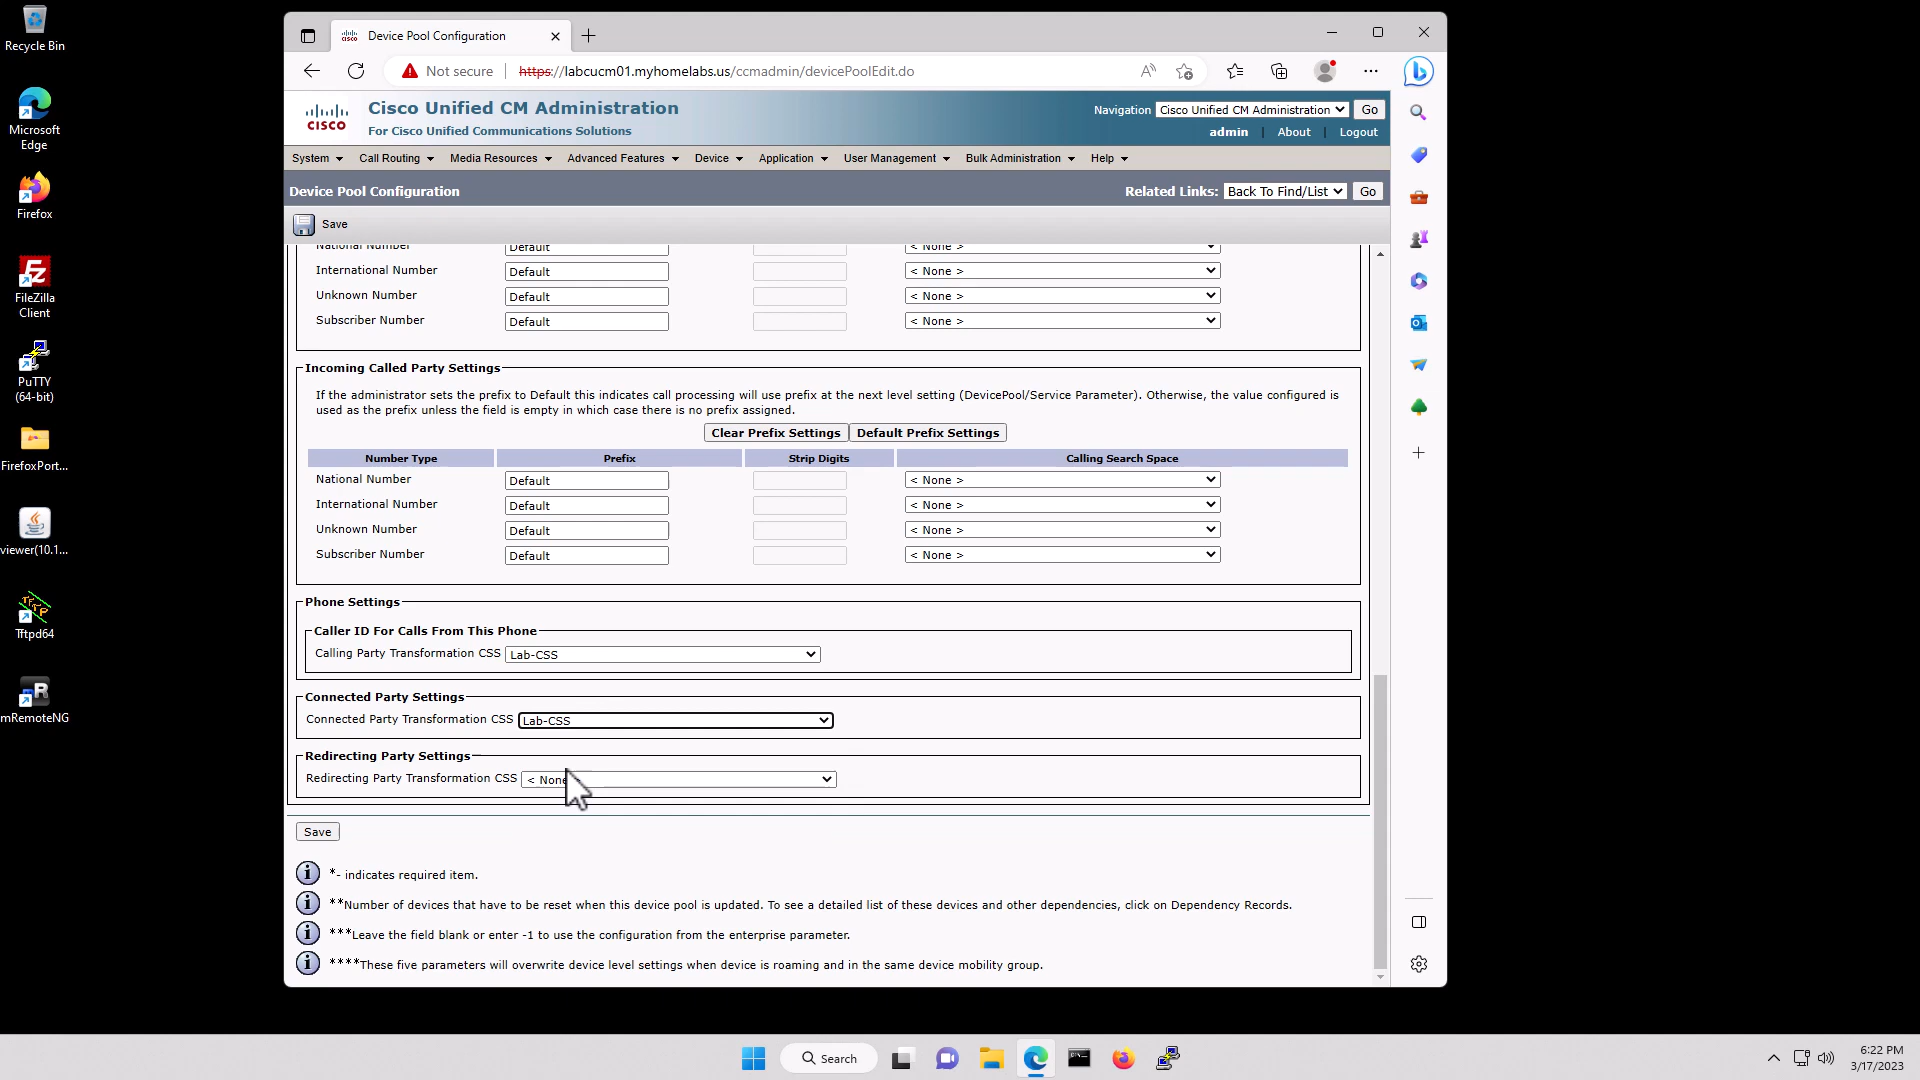 Recycle Bin
Microsoft
Edge
Firefox
FileZilla
Client
PuTTY
(64-bit)
FirefoxPort...
viewer(10.1...
Tftpd64
mRemoteNG
Device Pool Configuration
Not secure
https://labcucm01.myhomelabs.us/ccmadmin/devicePoolEdit.do
CISCO
Cisco Unified CM Administration
For Cisco Unified Communications Solutions
Navigation Cisco Unified CM Administration Go
admin | About | Logout
System Call Routing Media Resources Advanced Features Device Application User Management Bulk Administration Help
Device Pool Configuration
Related Links: Back To Find/List Go
Save
National Number Default < None >
International Number Default < None >
Unknown Number Default < None >
Subscriber Number Default < None >
Incoming Called Party Settings
If the administrator sets the prefix to Default this indicates call processing will use prefix at the next level setting (DevicePool/Service Parameter). Otherwise, the value configured is
used as the prefix unless the field is empty in which case there is no prefix assigned.
Clear Prefix Settings Default Prefix Settings
Number Type Prefix Strip Digits Calling Search Space
National Number Default < None >
International Number Default < None >
Unknown Number Default < None >
Subscriber Number Default < None >
Phone Settings
Caller ID For Calls From This Phone
Calling Party Transformation CSS Lab-CSS
Connected Party Settings
Connected Party Transformation CSS Lab-CSS
Redirecting Party Settings
Redirecting Party Transformation CSS < None
Save
*- indicates required item.
**Number of devices that have to be reset when this device pool is updated. To see a detailed list of these devices and other dependencies, click on Dependency Records.
***Leave the field blank or enter -1 to use the configuration from the enterprise parameter.
****These five parameters will overwrite device level settings when device is roaming and in the same device mobility group.
Search
6:22 PM
3/17/2023